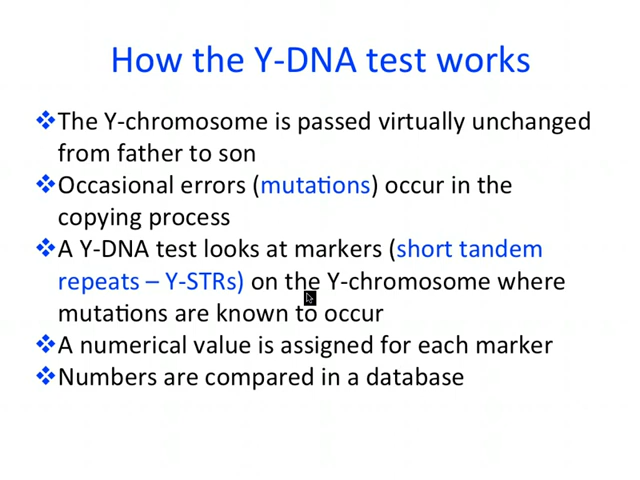 How the Y-DNA test works
❖The Y-chromosome is passed virtually unchanged
from father to son
❖Occasional errors (mutations) occur in the
copying process
❖A Y-DNA test looks at markers (short tandem
repeats – Y-STRs) on the Y-chromosome where
mutations are known to occur
❖A numerical value is assigned for each marker
❖Numbers are compared in a database